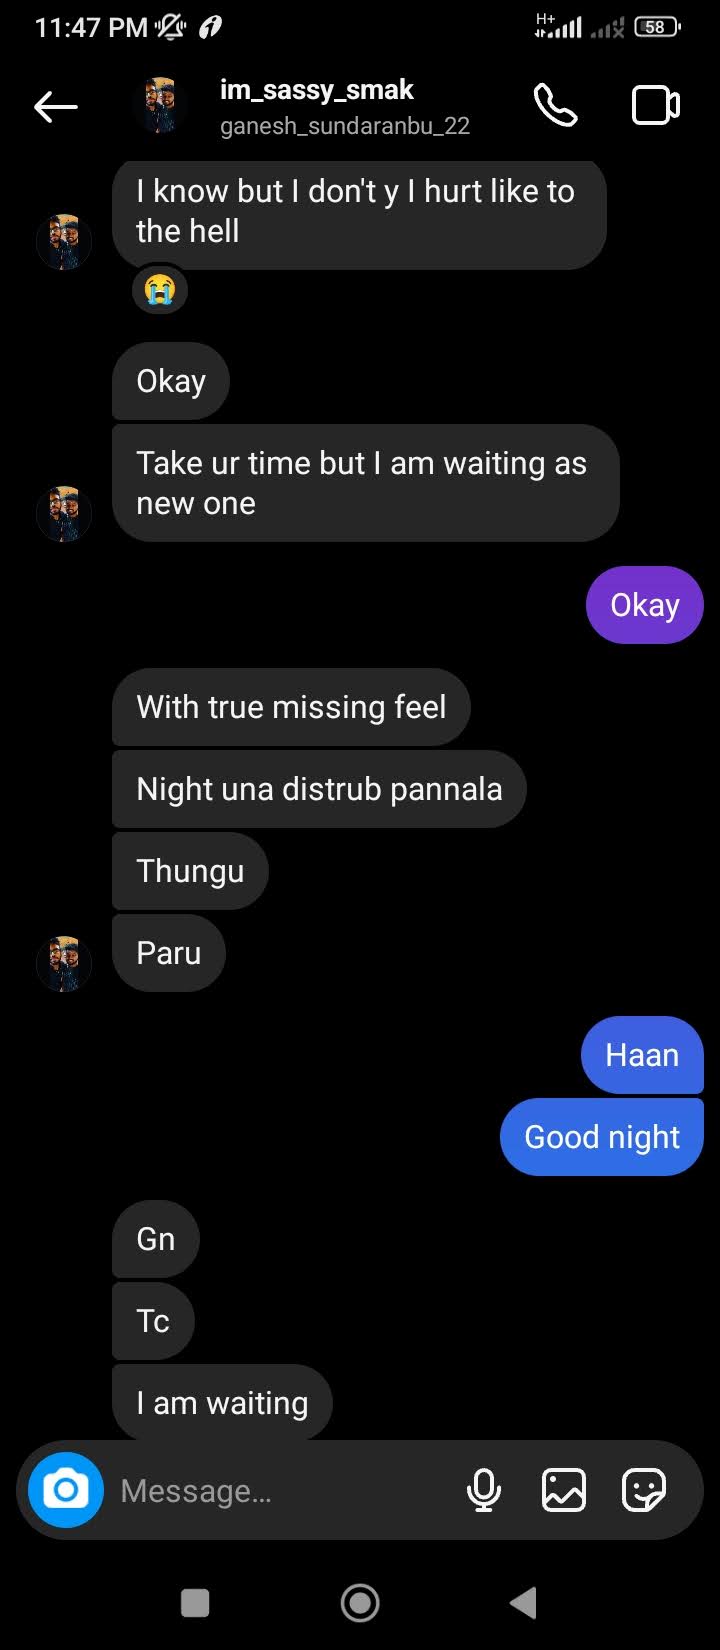 11:47 PM
H+
58
im_sassy_smak
ganesh_sundaranbu_22
I know but I don't y I hurt like to
the hell
Okay
Take ur time but I am waiting as
new one
Okay
With true missing feel
Night una distrub pannala
Thungu
Paru
Haan
Good night
Gn
Tc
I am waiting
Message...